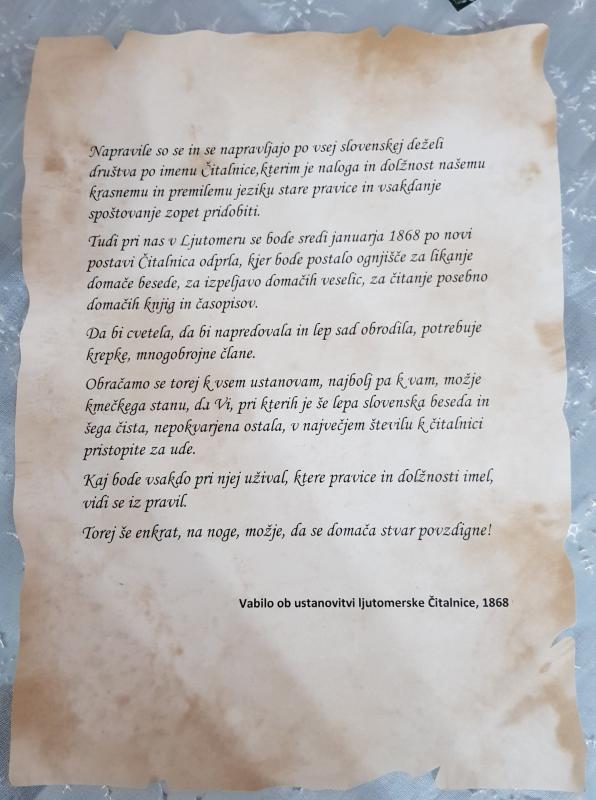 Napravile so se in se napravljajo po vsej slovenskej deželi
društva po imenu Čitalnice,kterim je naloga in dolžnost našemu
krasnemu in premilemu jeziku stare pravice in vsakdanje
spoštovanje zopet pridobiti.
Tudi pri nas v Ljutomeru se bode sredi januarja 1868 po novi
postavi Čitalnica odprla, kjer bode postalo ognjišče za likanje
domače besede, za izpeljavo domačih veselic, za čitanje posebno
domačih knjig in časopisov.
Da bi cvetela, da bi napredovala in lep sad obrodila, potrebuje
krepke, mnogobrojne člane.
Obračamo se torej k vsem ustanovam, najbolj pa k vam, možje
kmečkega stanu, da Vi, pri kterih je še lepa slovenska beseda in
šega čista, nepokvarjena ostala, v največjem številu k čitalnici
pristopite za ude.
Kaj bode vsakdo pri njej užival, ktere pravice in dolžnosti imel,
vidi se iz pravil.
Torej še enkrat, na noge, možje, da se domača stvar povzdigne!
Vabilo ob ustanovitvi ljutomerske Čitalnice, 1868